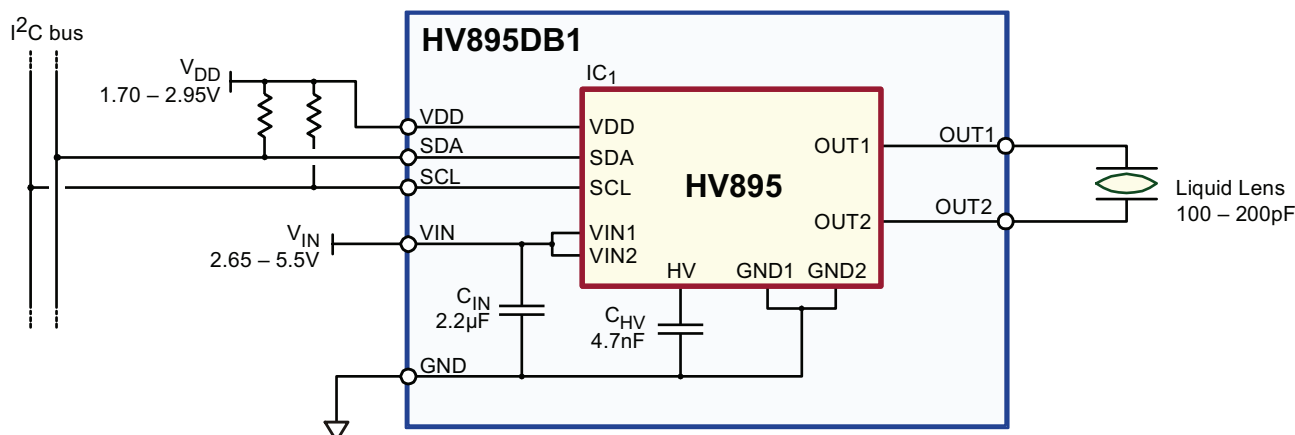 I2C bus
HV895DB1
VDD
1.70 – 2.95V
IC1
VDD
SDA
SCL
VDD
SDA
SCL
HV895
OUT1
OUT2
OUT1
OUT2
Liquid Lens
100 – 200pF
VIN
2.65 – 5.5V
VIN
VIN1
VIN2
HV
GND1
GND2
CIN
2.2µF
CHV
4.7nF
GND